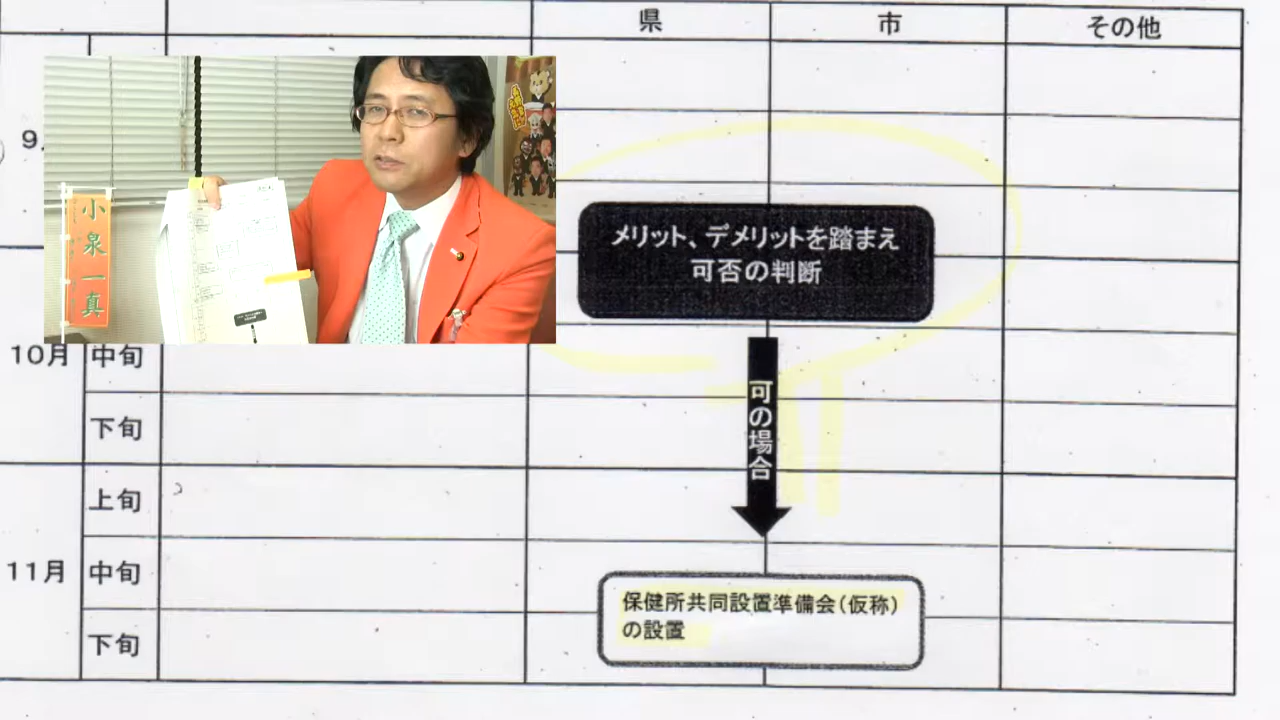 県
市
その他
9
小泉一真
メリット、デメリットを踏まえ
可否の判断
10月
中旬
可の場合
下旬
上旬
11月
中旬
保健所共同設置準備会(仮称)
の設置
下旬